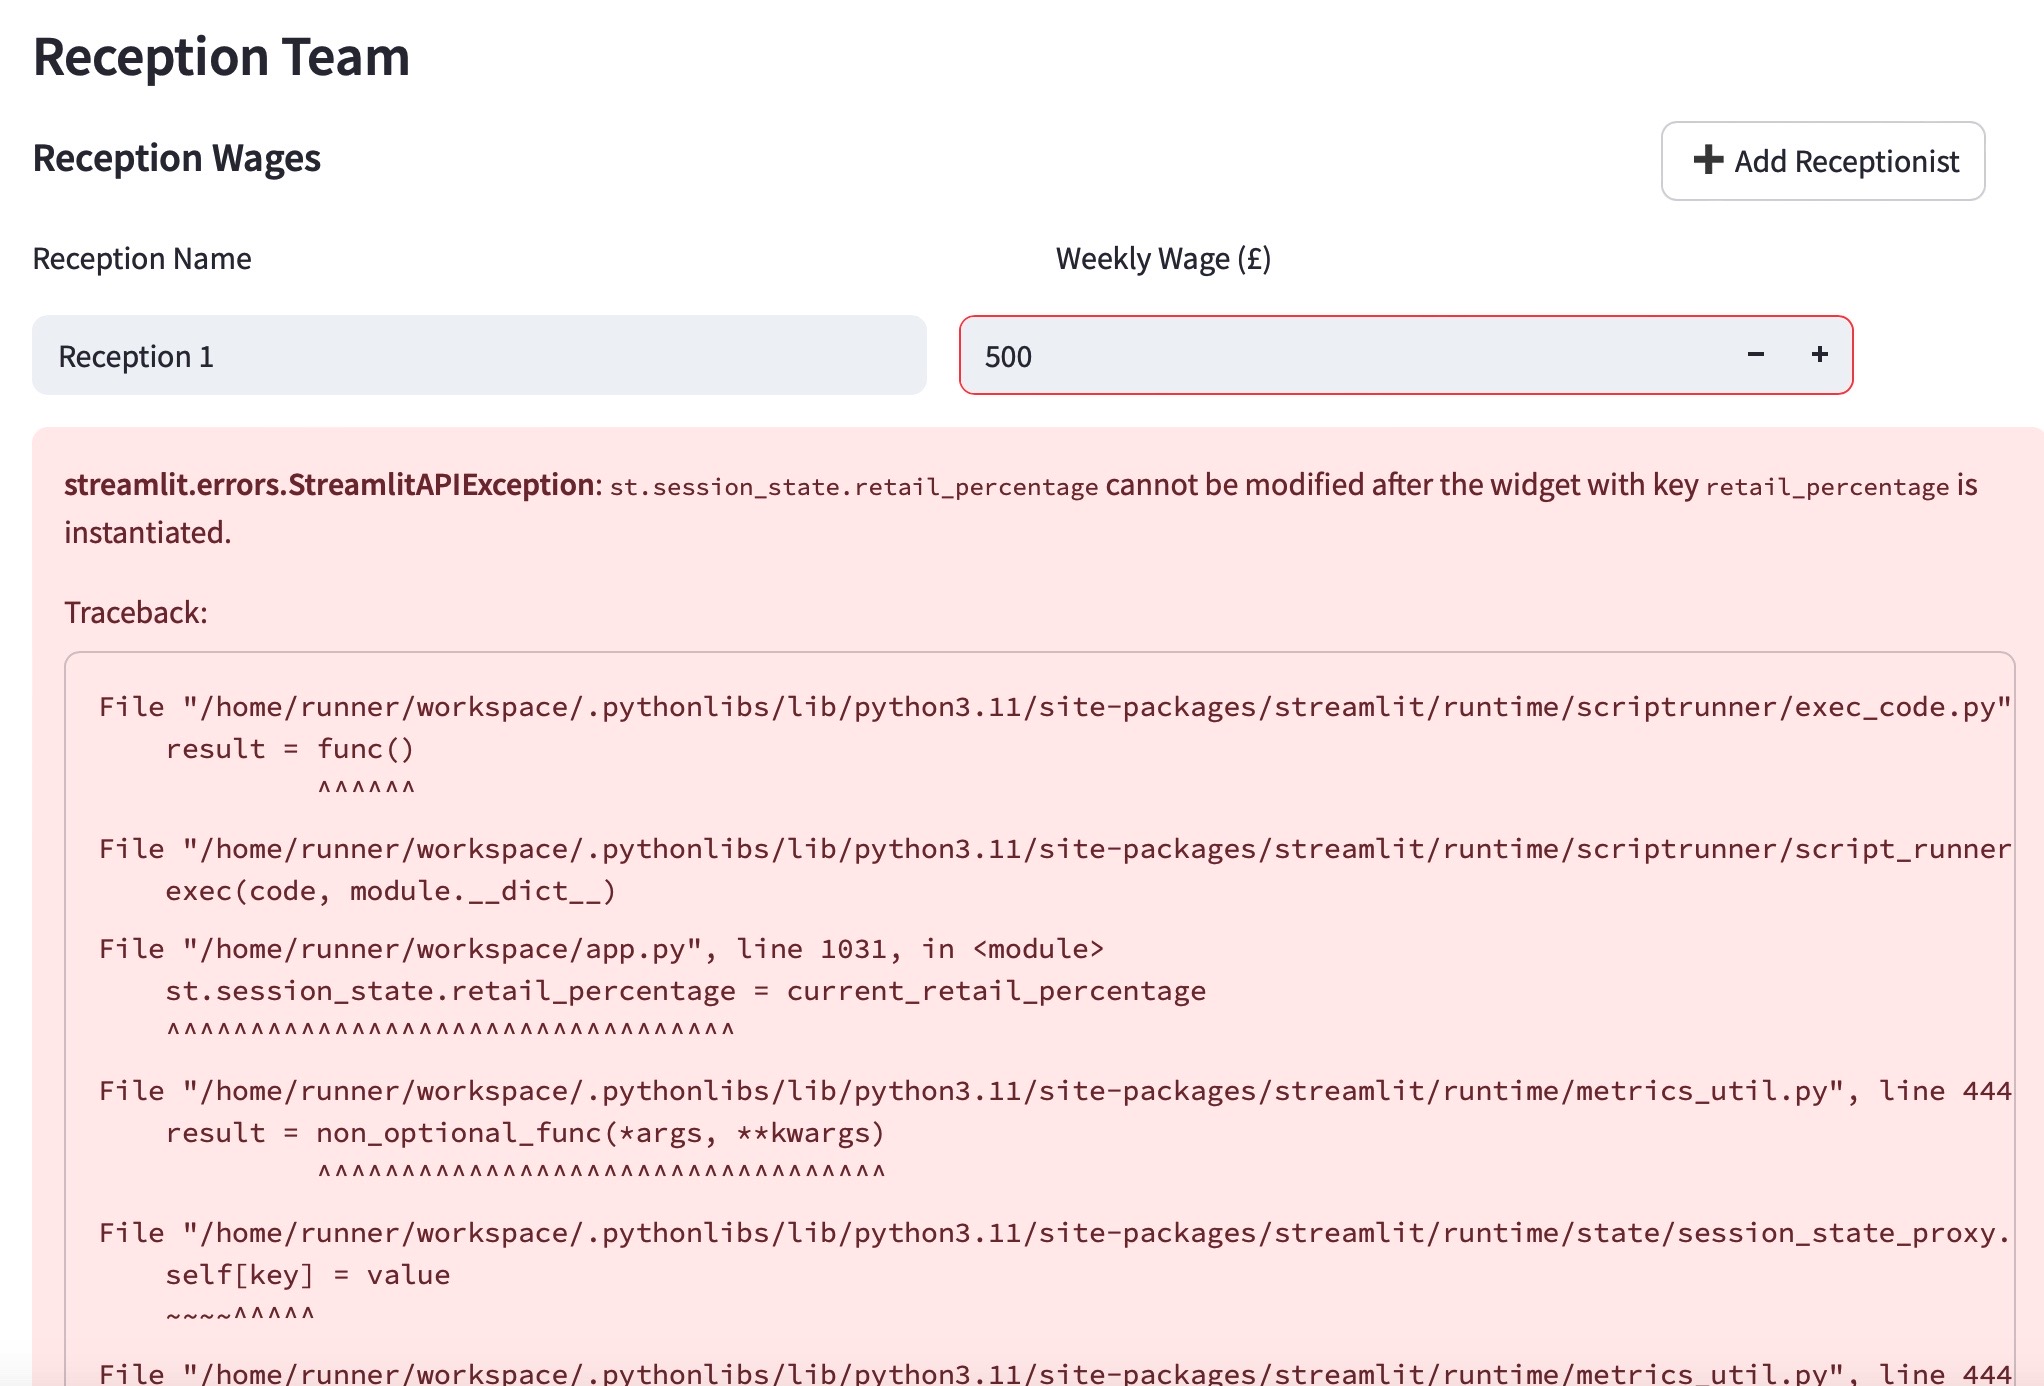 Reception Team
Reception Wages
➕ Add Receptionist
Reception Name
Weekly Wage (£)
Reception 1
500
− +
streamlit.errors.StreamlitAPIException: st.session_state.retail_percentage cannot be modified after the widget with key retail_percentage is
instantiated.
Traceback:
File "/home/runner/workspace/.pythonlibs/lib/python3.11/site-packages/streamlit/runtime/scriptrunner/exec_code.py"
result = func()
^^^^^^
File "/home/runner/workspace/.pythonlibs/lib/python3.11/site-packages/streamlit/runtime/scriptrunner/script_runner
exec(code, module.__dict__)
File "/home/runner/workspace/app.py", line 1031, in <module>
st.session_state.retail_percentage = current_retail_percentage
^^^^^^^^^^^^^^^^^^^^^^^^^^^^^^^^^^
File "/home/runner/workspace/.pythonlibs/lib/python3.11/site-packages/streamlit/runtime/metrics_util.py", line 444
result = non_optional_func(*args, **kwargs)
^^^^^^^^^^^^^^^^^^^^^^^^^^^^^^^^^^
File "/home/runner/workspace/.pythonlibs/lib/python3.11/site-packages/streamlit/runtime/state/session_state_proxy.
self[key] = value
~~~~^^^^^
File "/home/runner/workspace/.pythonlibs/lib/python3.11/site-packages/streamlit/runtime/metrics_util.py", line 444